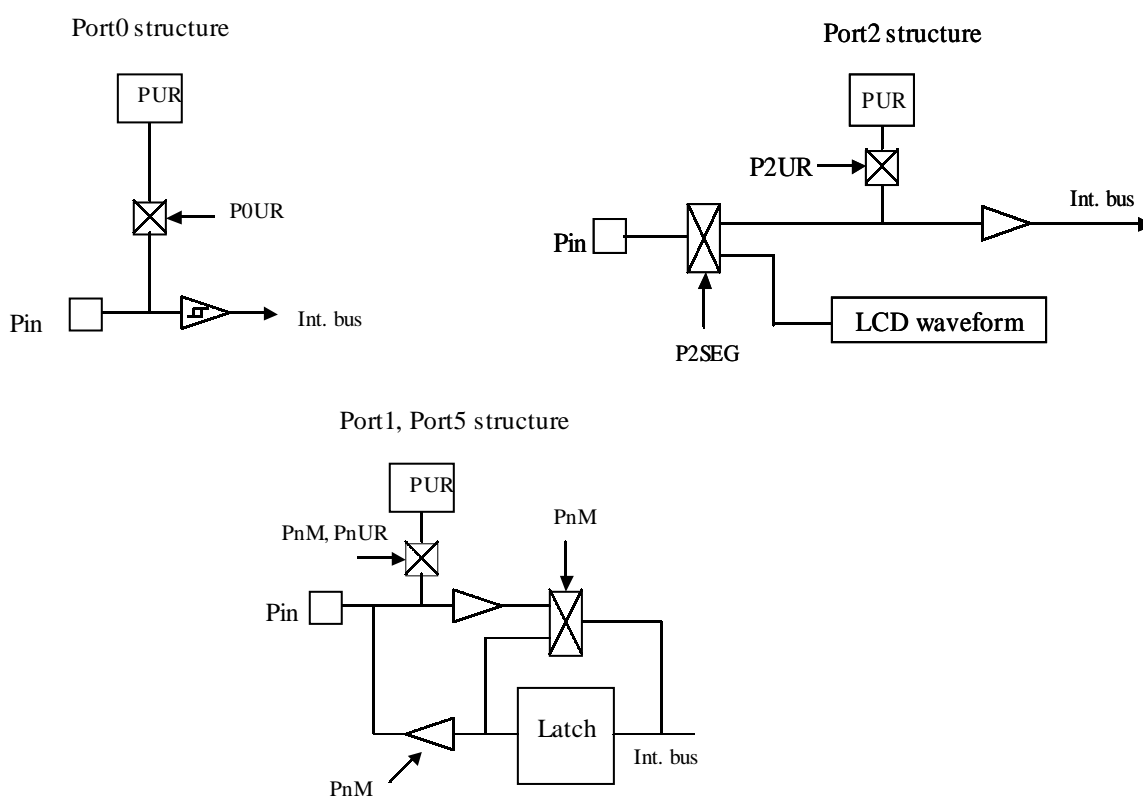 Port0 structure
PUR
P0UR
Pin
Int. bus
Port2 structure
PUR
P2UR
Int. bus
Pin
LCD waveform
P2SEG
Port1, Port5 structure
PUR
PnM
PnM, PnUR
Pin
Latch
Int. bus
PnM